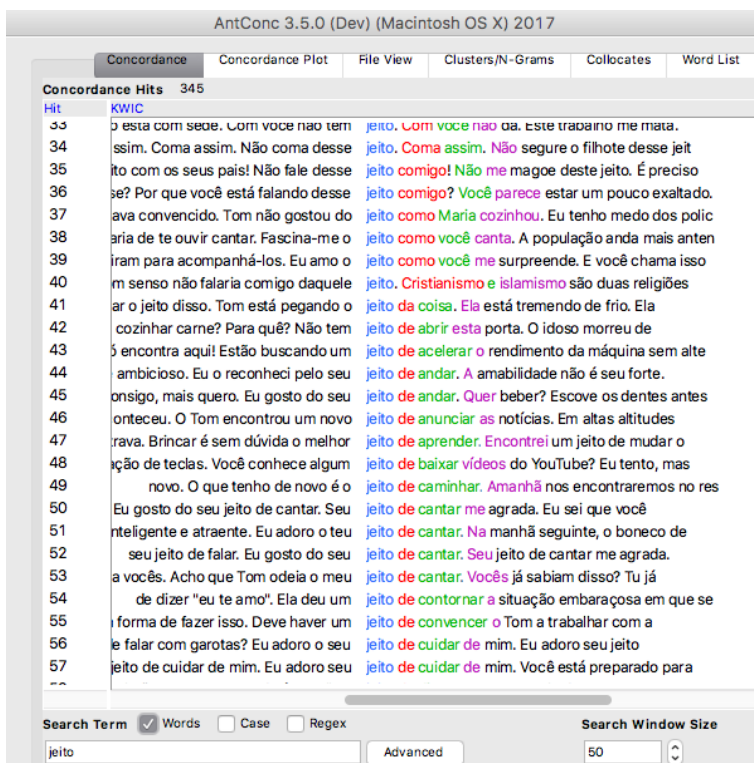 AntConc 3.5.0 (Dev) (Macintosh OS X) 2017
Concordance Concordance Plot File View Clusters/N-Grams Collocates Word List
Concordance Hits 345
Hit KWIC
33 o está com sede. Com você não tem jeito. Com você não dá. Este trabalho me mata.
34 ssim. Coma assim. Não coma desse jeito. Coma assim. Não segure o filhote desse jeit
35 ito com os seus pais! Não fale desse jeito comigo! Não me magoe deste jeito. É preciso
36 se? Por que você está falando desse jeito comigo? Você parece estar um pouco exaltado.
37 ava convencido. Tom não gostou do jeito como Maria cozinhou. Eu tenho medo dos polic
38 aria de te ouvir cantar. Fascina-me o jeito como você canta. A população anda mais anten
39 iram para acompanhá-los. Eu amo o jeito como você me surpreende. E você chama isso
40 m senso não falaria comigo daquele jeito. Cristianismo e islamismo são duas religiões
41 ar o jeito disso. Tom está pegando o jeito da coisa. Ela está tremendo de frio. Ela
42 cozinhar carne? Para quê? Não tem jeito de abrir esta porta. O idoso morreu de
43 ó encontra aqui! Estão buscando um jeito de acelerar o rendimento da máquina sem alte
44 ambicioso. Eu o reconheci pelo seu jeito de andar. A amabilidade não é seu forte.
45 onsigo, mais quero. Eu gosto do seu jeito de andar. Quer beber? Escove os dentes antes
46 onteceu. O Tom encontrou um novo jeito de anunciar as notícias. Em altas altitudes
47 trava. Brincar é sem dúvida o melhor jeito de aprender. Encontrei um jeito de mudar o
48 ação de teclas. Você conhece algum jeito de baixar vídeos do YouTube? Eu tento, mas
49 novo. O que tenho de novo é o jeito de caminhar. Amanhã nos encontraremos no res
50 Eu gosto do seu jeito de cantar. Seu jeito de cantar me agrada. Eu sei que você
51 nteligente e atraente. Eu adoro o teu jeito de cantar. Na manhã seguinte, o boneco de
52 seu jeito de falar. Eu gosto do seu jeito de cantar. Seu jeito de cantar me agrada.
53 a vocês. Acho que Tom odeia o meu jeito de cantar. Vocês já sabiam disso? Tu já
54 de dizer "eu te amo". Ela deu um jeito de contornar a situação embaraçosa em que se
55 forma de fazer isso. Deve haver um jeito de convencer o Tom a trabalhar com a
56 le falar com garotas? Eu adoro o seu jeito de cuidar de mim. Eu adoro seu jeito
57 jeito de cuidar de mim. Eu adoro seu jeito de cuidar de mim. Você está preparado para
Search Term Words Case Regex Search Window Size
jeito Advanced 50